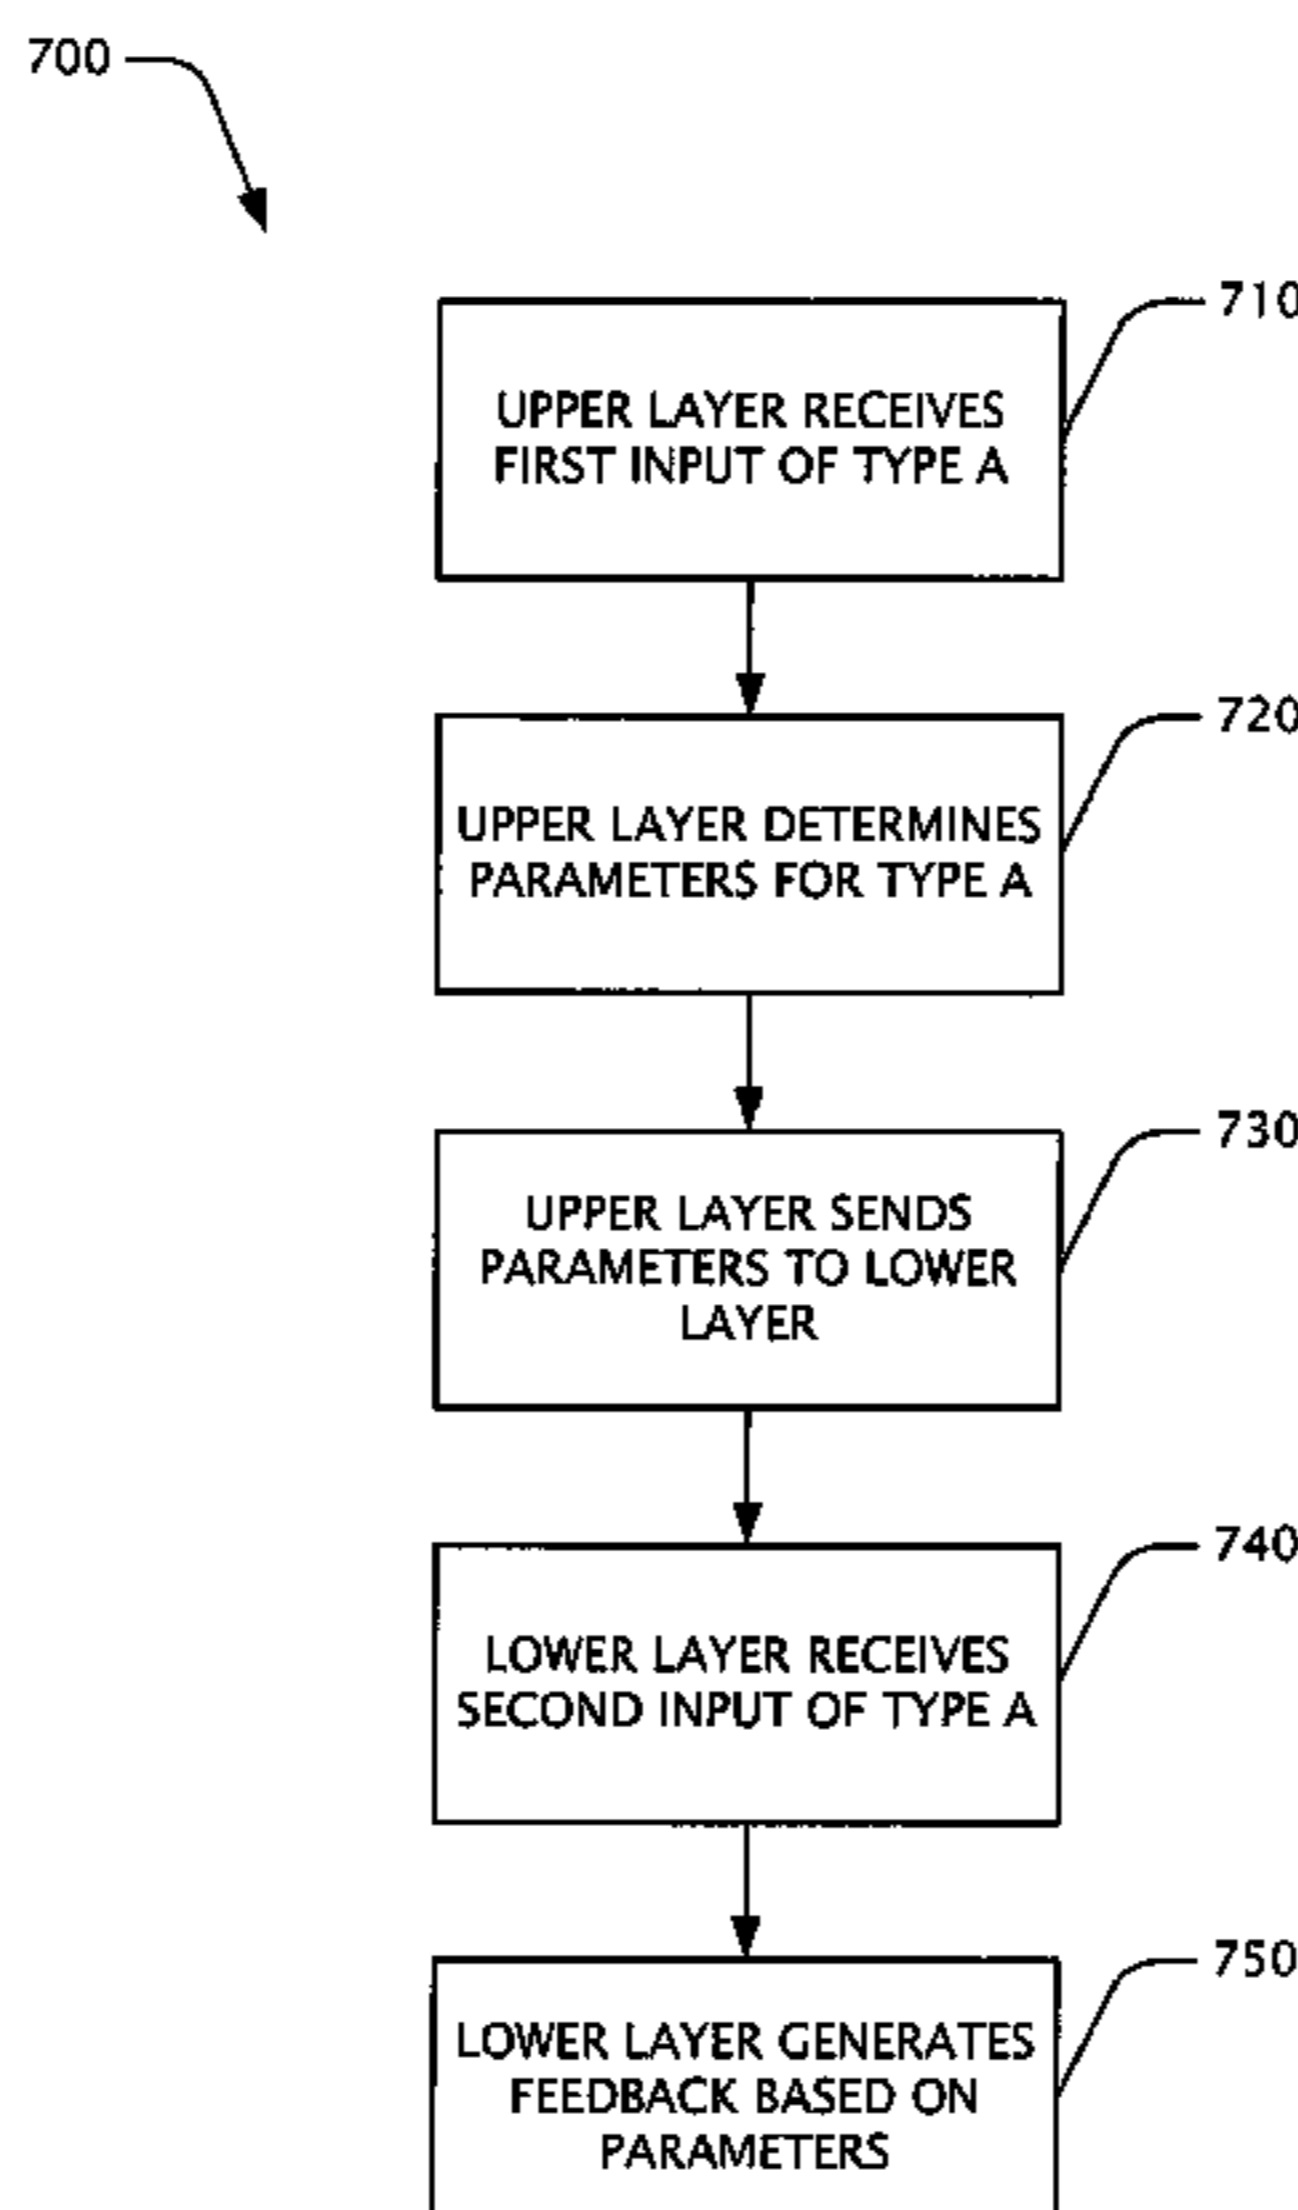 700
710
UPPER LAYER RECEIVES
FIRST INPUT OF TYPE A
720
UPPER LAYER DETERMINES
PARAMETERS FOR TYPE A
730
UPPER LAYER SENDS
PARAMETERS TO LOWER
LAYER
740
LOWER LAYER RECEIVES
SECOND INPUT OF TYPE A
750
LOWER LAYER GENERATES
FEEDBACK BASED ON
PARAMETERS